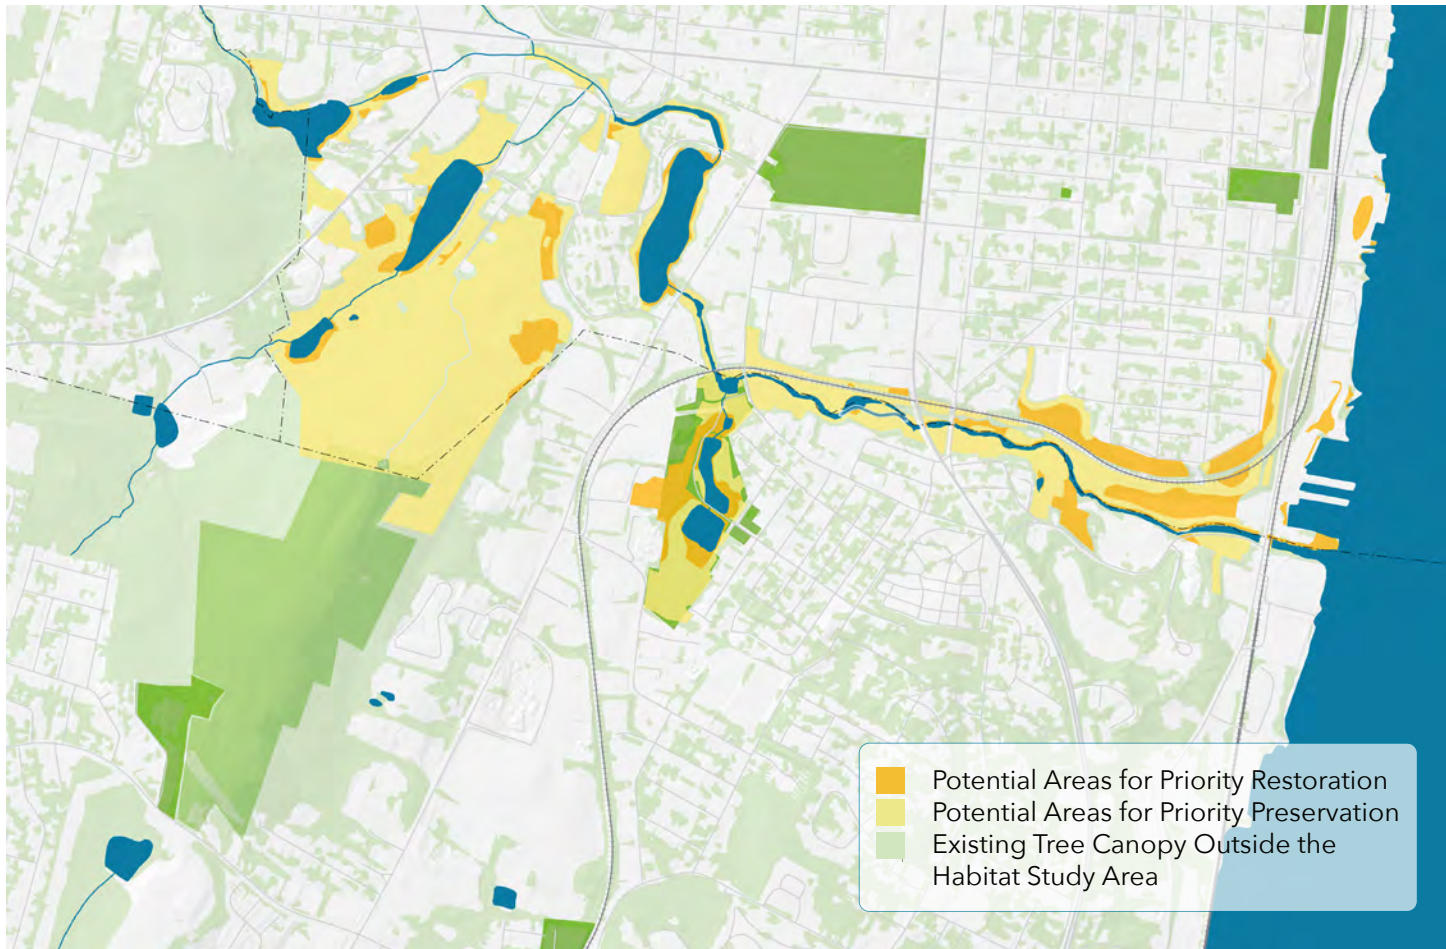 Potential Areas for Priority Restoration
Potential Areas for Priority Preservation
Existing Tree Canopy Outside the
Habitat Study Area